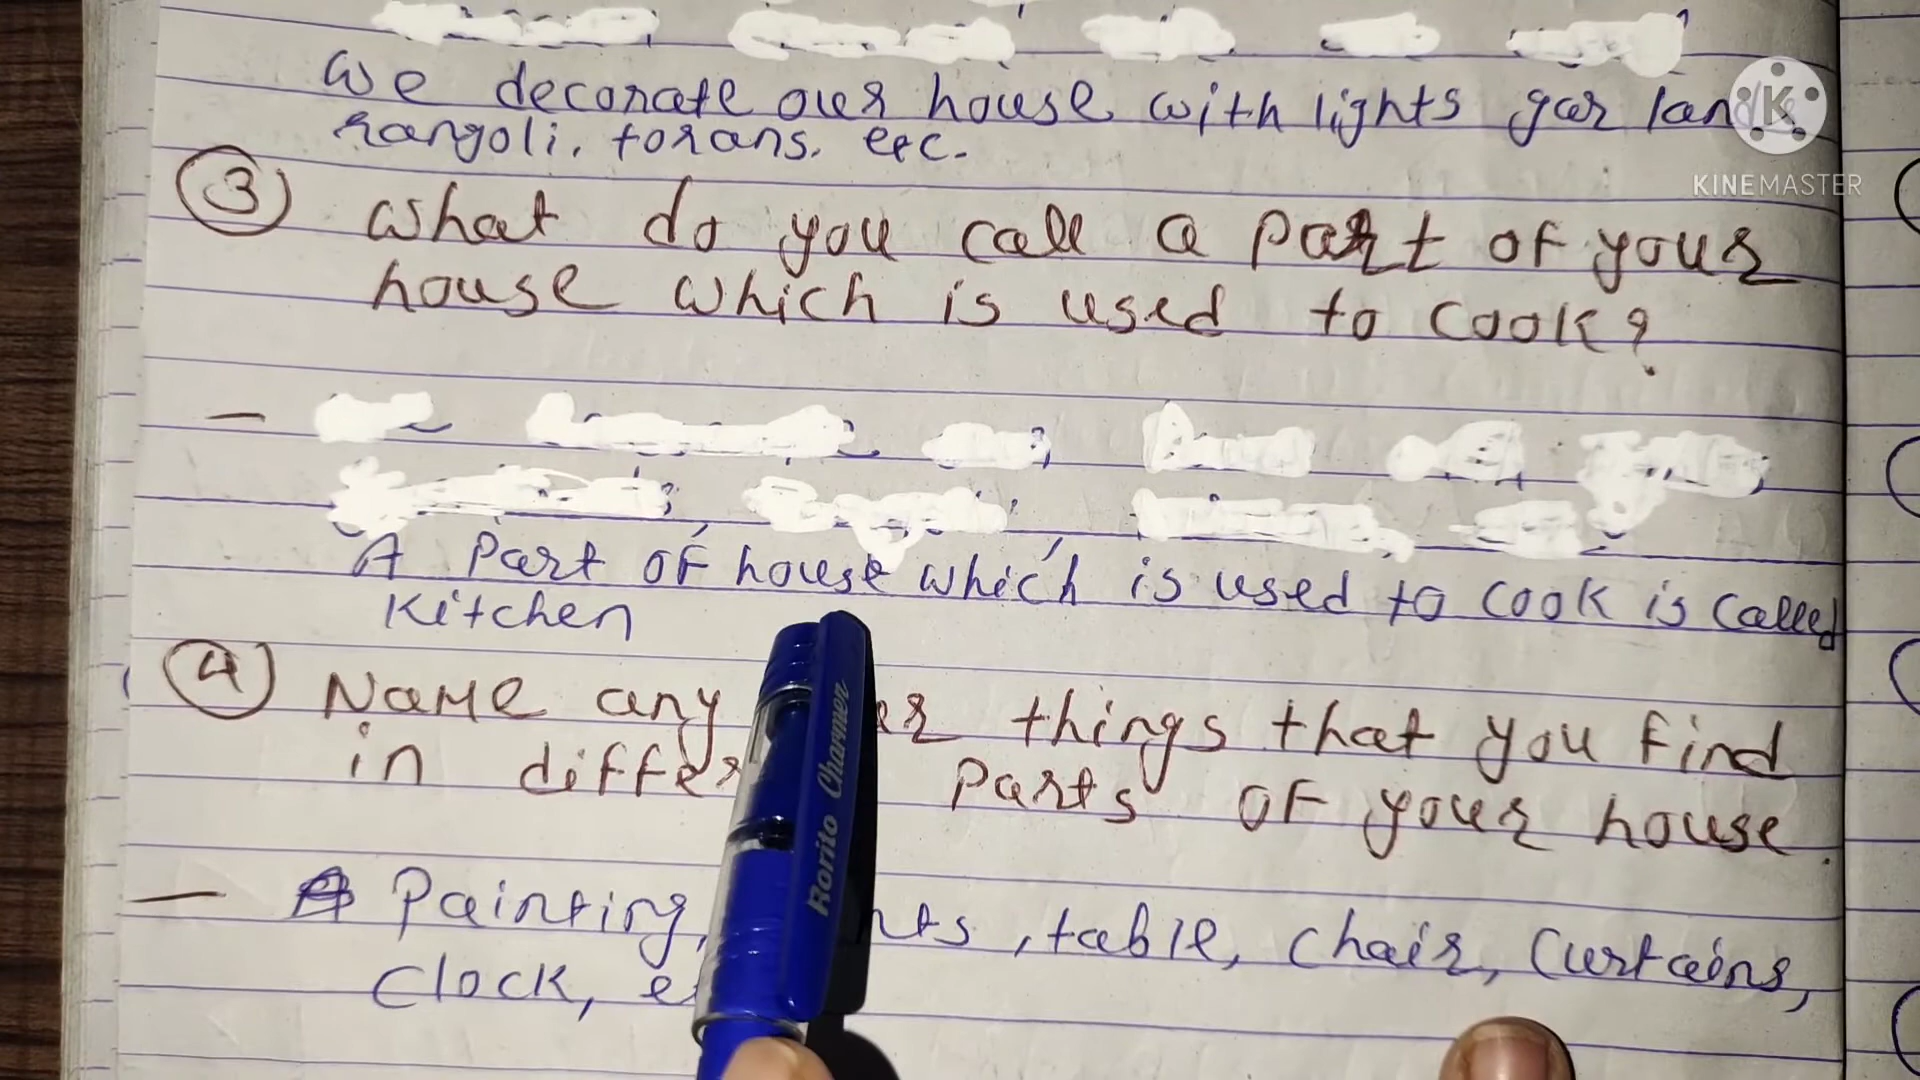 We decorate our house with lights gar lan
rangoli, torans, etc.
KINEMASTER
3 What do you call a part of your
house which is used to cook?
- A part of house which is used to cook is called
Kitchen
4 Name any things that you find
in parts of your house.
- Painting, table, chair, Curtains,
Clock,
Rorito Charmer